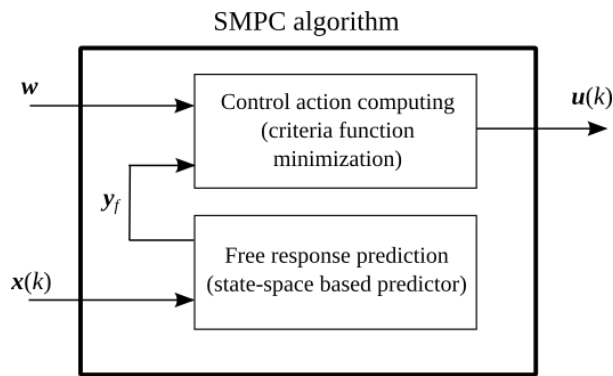 SMPC algorithm
w
Control action computing
(criteria function
minimization)
u(k)
y_f
Free response prediction
(state-space based predictor)
x(k)